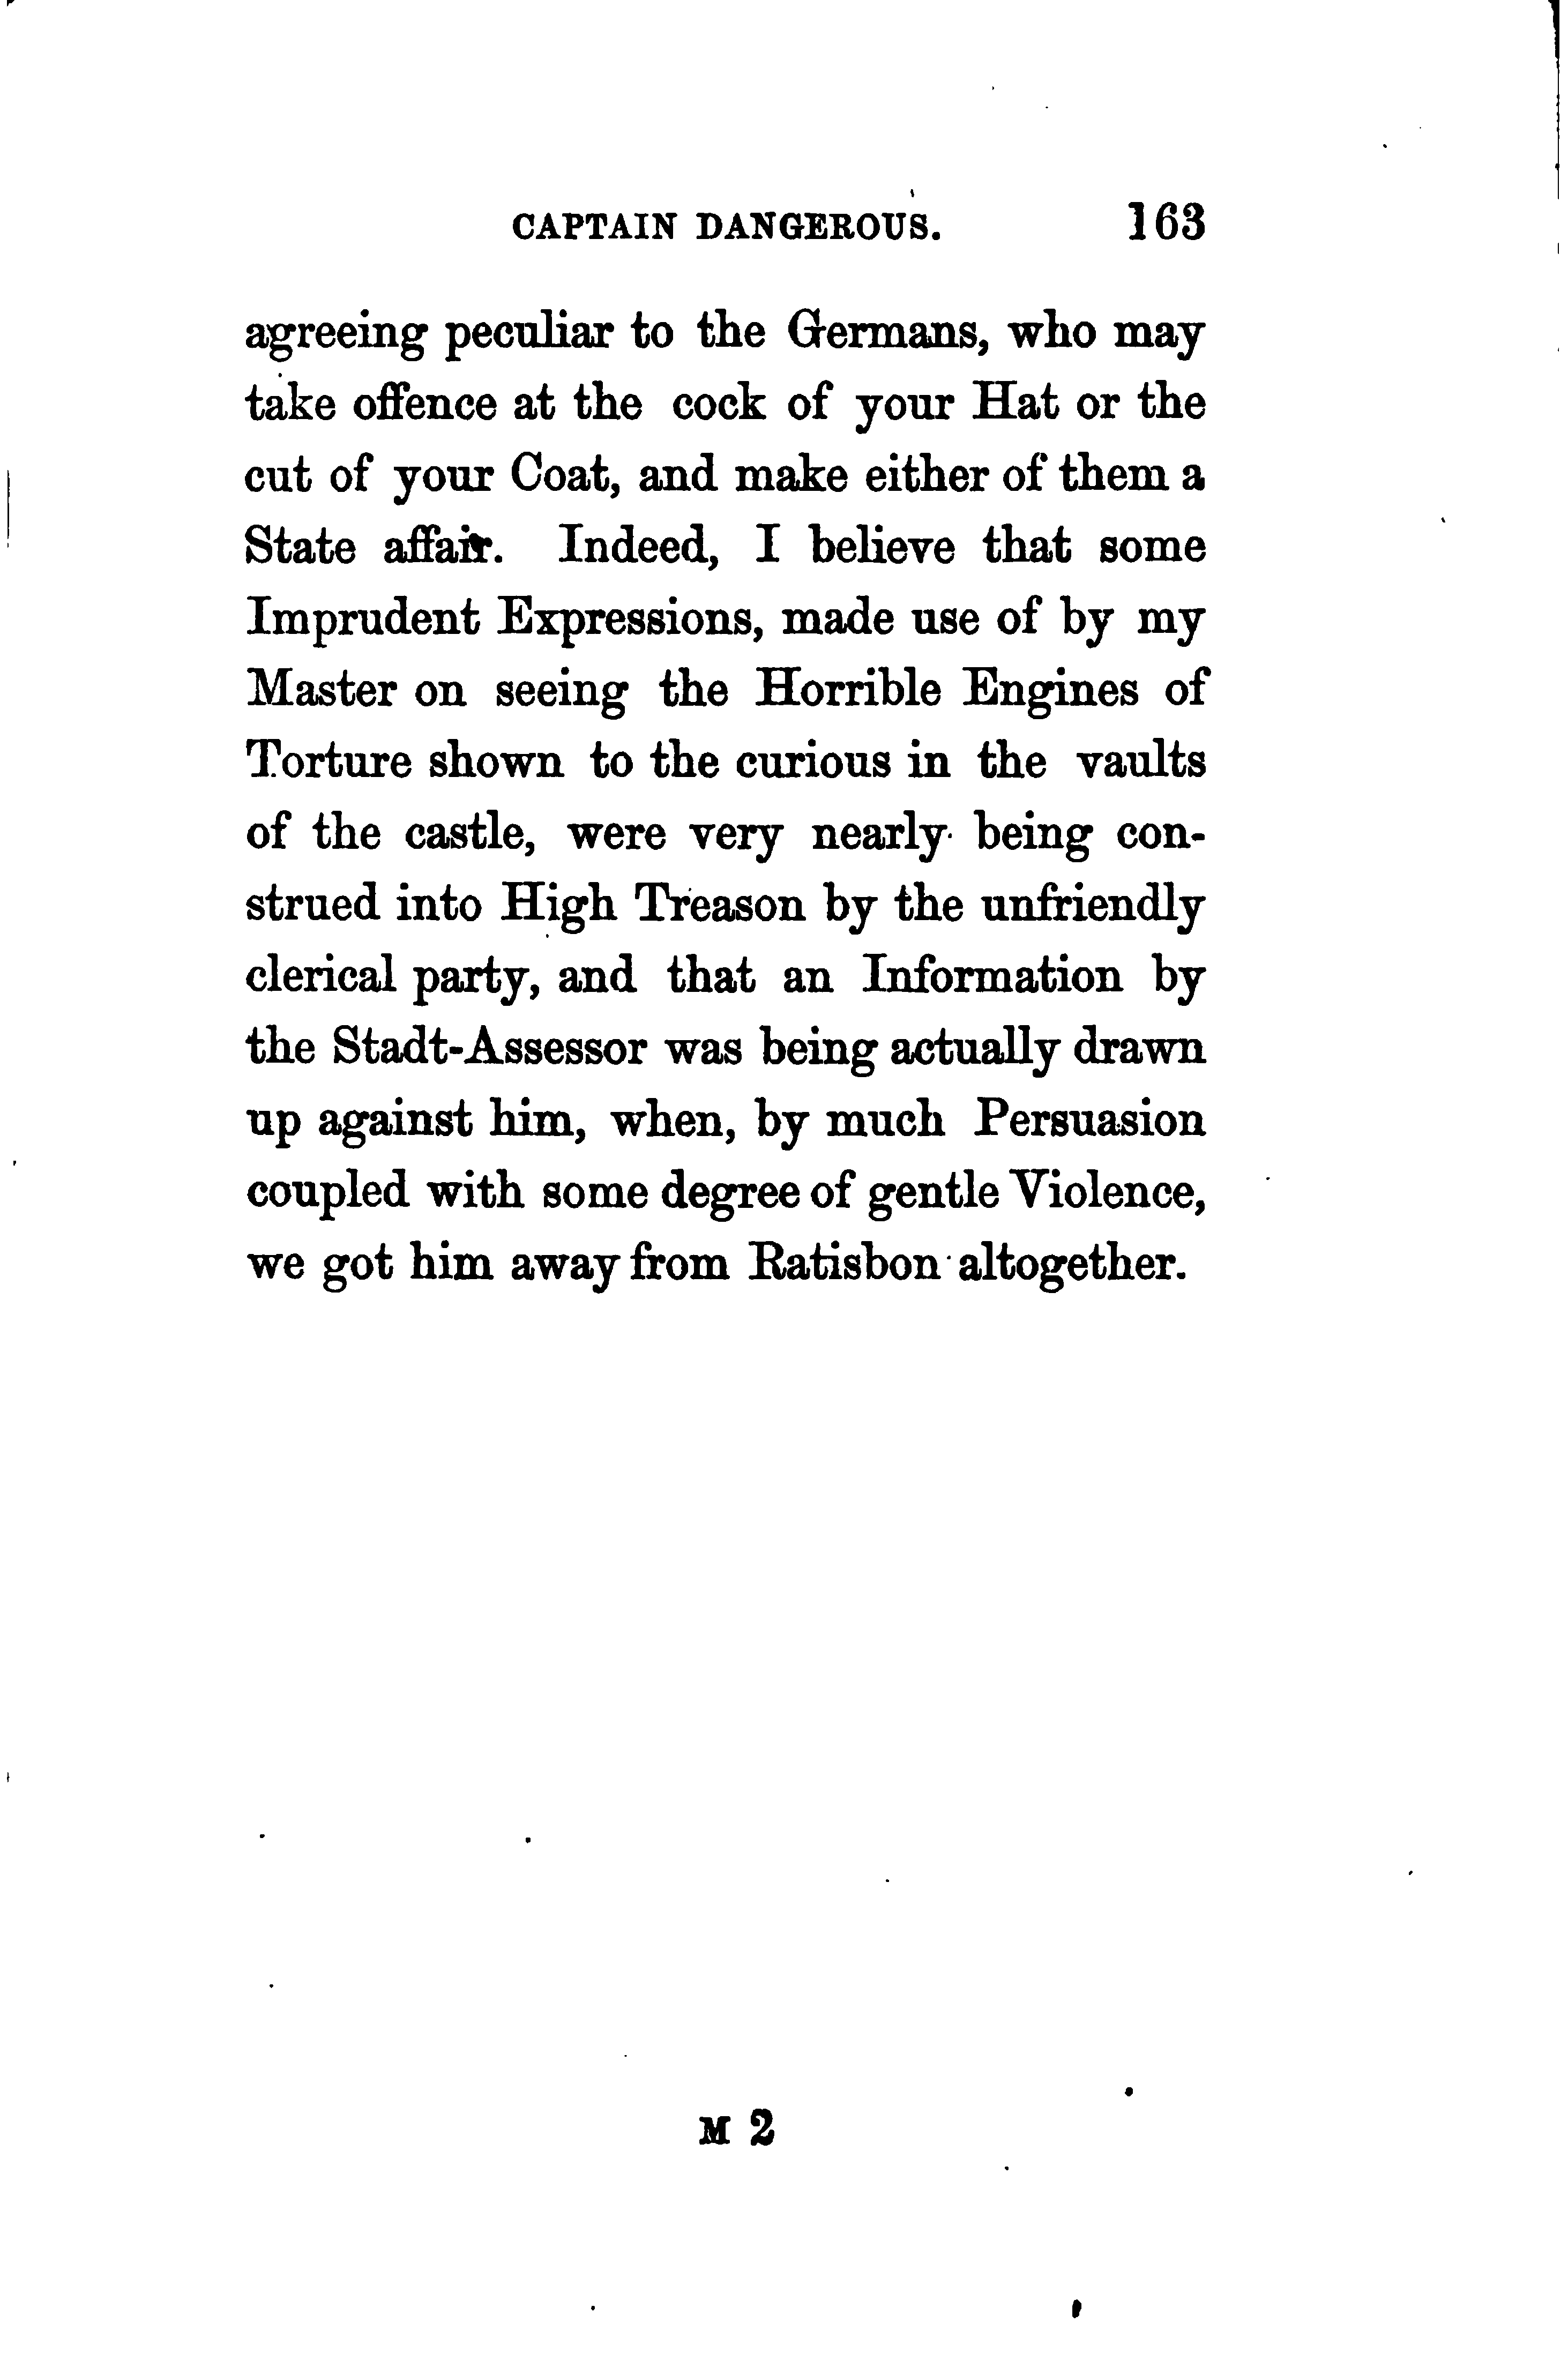 CAPTAIN DANGEROUS. 163
agreeing peculiar to the Germans, who may
take offence at the cock of your Hat or the
cut of your Coat, and make either of them a
State affair. Indeed, I believe that some
Imprudent Expressions, made use of by my
Master on seeing the Horrible Engines of
Torture shown to the curious in the vaults
of the castle, were very nearly being con-
strued into High Treason by the unfriendly
clerical party, and that an Information by
the Stadt-Assessor was being actually drawn
up against him, when, by much Persuasion
coupled with some degree of gentle Violence,
we got him away from Ratisbon altogether.
M 2